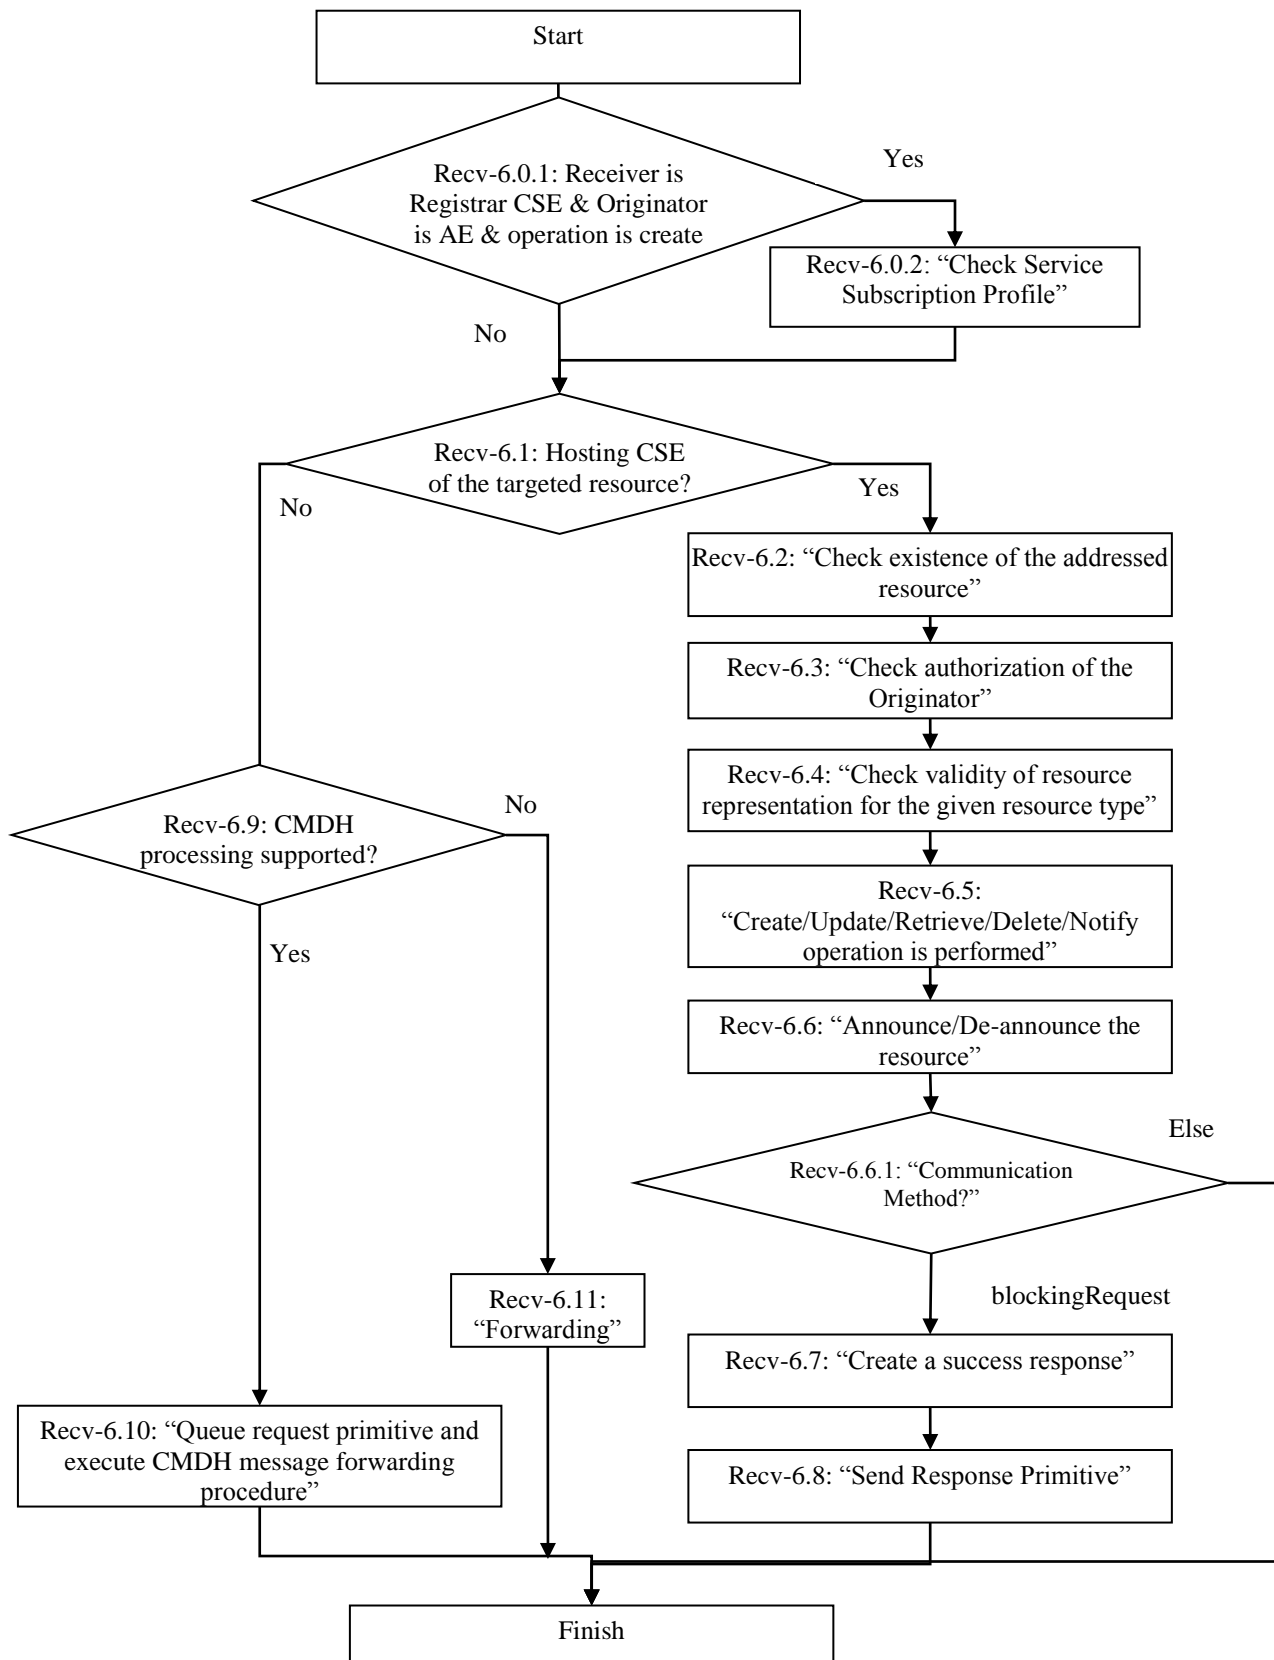 Start
Recv-6.0.1: Receiver is
Registrar CSE & Originator
is AE & operation is create
Yes
Recv-6.0.2: “Check Service
Subscription Profile”
No
Recv-6.1: Hosting CSE
of the targeted resource?
No
Yes
Recv-6.2: “Check existence of the addressed
resource”
Recv-6.3: “Check authorization of the
Originator”
Recv-6.4: “Check validity of resource
representation for the given resource type”
Recv-6.9: CMDH
processing supported?
No
Yes
Recv-6.5:
“Create/Update/Retrieve/Delete/Notify
operation is performed”
Recv-6.6: “Announce/De-announce the
resource”
Recv-6.6.1: “Communication
Method?”
Else
blockingRequest
Recv-6.11:
“Forwarding”
Recv-6.7: “Create a success response”
Recv-6.10: “Queue request primitive and
execute CMDH message forwarding
procedure”
Recv-6.8: “Send Response Primitive”
Finish